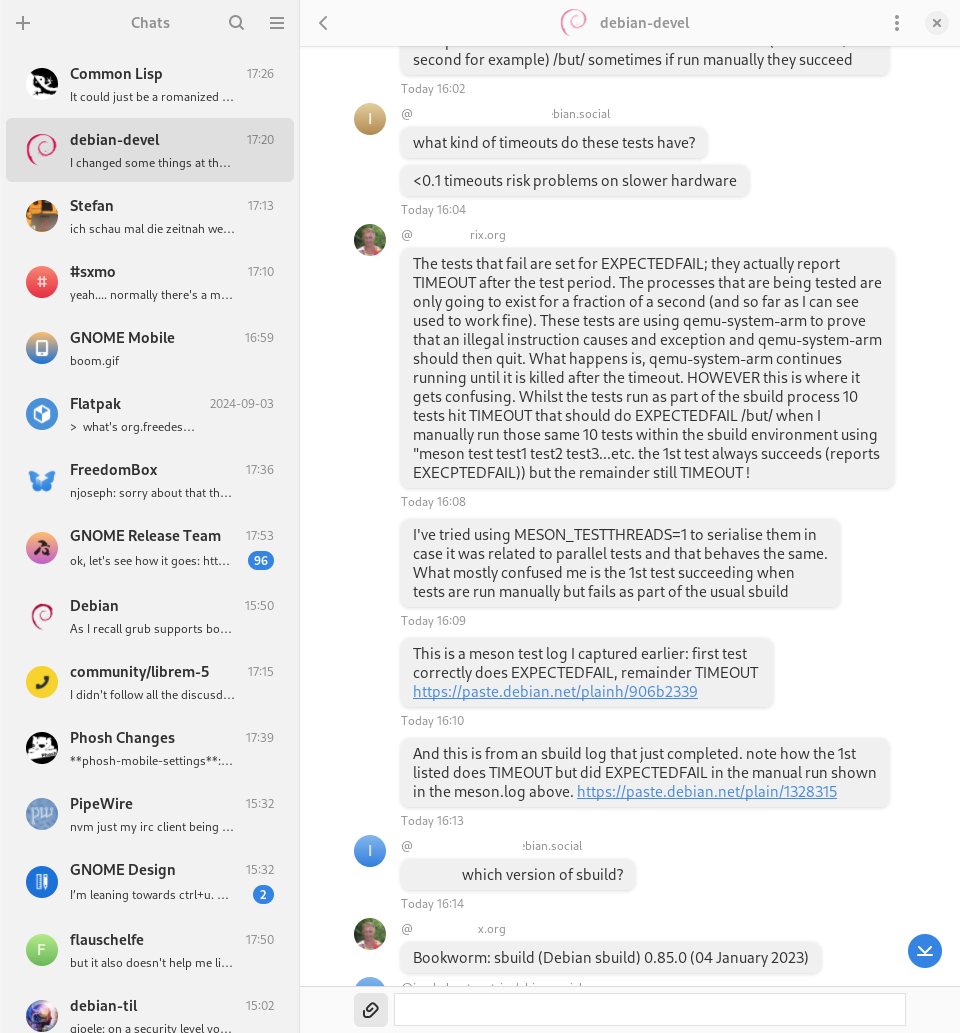 Chats
Common Lisp 17:26
It could just be a romanized …
debian-devel 17:20
I changed some things at th…
Stefan 17:13
ich schau mal die zeitnah we…
#sxmo 17:10
#
yeah.... normally there's a m…
GNOME Mobile 16:59
boom.gif
Flatpak 2024-09-03
> what's org.freedes…
FreedomBox 17:36
njoseph: sorry about that th…
GNOME Release Team 17:53
ok, let's see how it goes: htt… 96
Debian 15:50
As I recall grub supports bo…
community/librem-5 17:15
I didn't follow all the discusd…
Phosh Changes 17:39
**phosh-mobile-settings**:…
PipeWire 15:32
pw
nvm just my irc client being …
GNOME Design 15:32
I'm leaning towards ctrl+u. … 2
flauschelfe 17:50
F
but it also doesn't help me li…
debian-til 15:02
gioele: on a security level yo…
debian-devel
second for example) /but/ sometimes if run manually they succeed
Today 16:02
I
@ bian.social
what kind of timeouts do these tests have?
<0.1 timeouts risk problems on slower hardware
Today 16:04
@ rix.org
The tests that fail are set for EXPECTEDFAIL; they actually report
TIMEOUT after the test period. The processes that are being tested are
only going to exist for a fraction of a second (and so far as I can see
used to work fine). These tests are using qemu-system-arm to prove
that an illegal instruction causes and exception and qemu-system-arm
should then quit. What happens is, qemu-system-arm continues
running until it is killed after the timeout. HOWEVER this is where it
gets confusing. Whilst the tests run as part of the sbuild process 10
tests hit TIMEOUT that should do EXPECTEDFAIL /but/ when I
manually run those same 10 tests within the sbuild environment using
"meson test test1 test2 test3...etc. the 1st test always succeeds (reports
EXECPTEDFAIL)) but the remainder still TIMEOUT !
Today 16:08
I've tried using MESON_TESTTHREADS=1 to serialise them in
case it was related to parallel tests and that behaves the same.
What mostly confused me is the 1st test succeeding when
tests are run manually but fails as part of the usual sbuild
Today 16:09
This is a meson test log I captured earlier: first test
correctly does EXPECTEDFAIL, remainder TIMEOUT
https://paste.debian.net/plainh/906b2339
Today 16:10
And this is from an sbuild log that just completed. note how the 1st
listed does TIMEOUT but did EXPECTEDFAIL in the manual run shown
in the meson.log above. https://paste.debian.net/plain/1328315
Today 16:13
I
@ ebian.social
which version of sbuild?
Today 16:14
@ x.org
Bookworm: sbuild (Debian sbuild) 0.85.0 (04 January 2023)